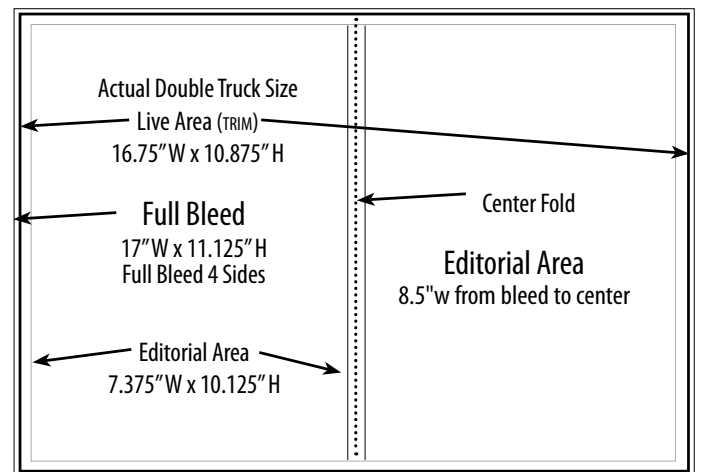 Actual Double Truck Size
Live Area (TRIM)
16.75”W x 10.875”H
Full Bleed
17”W x 11.125”H
Full Bleed 4 Sides
Editorial Area
7.375”W x 10.125”H
Center Fold
Editorial Area
8.5"w from bleed to center